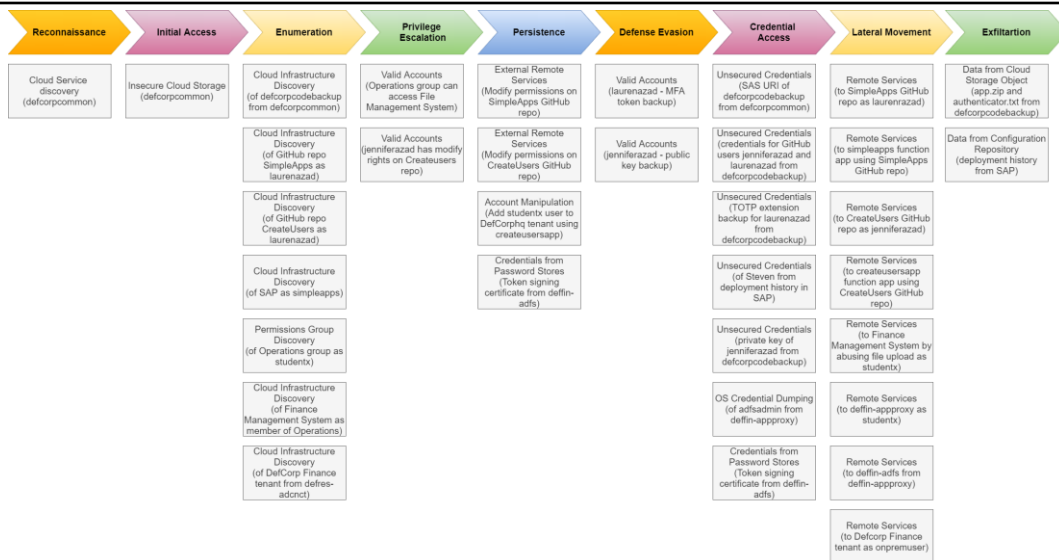 Reconnaissance
Initial Access
Enumeration
Privilege
Escalation
Persistence
Defense Evasion
Credential
Access
Lateral Movement
Exfiltartion
Cloud Service
discovery
(defcorpcommon)
Insecure Cloud Storage
(defcorpcommon)
Cloud Infrastructure
Discovery
(of defcorpcodebackup
from defcorpcommon)
Cloud Infrastructure
Discovery
(of GitHub repo
SimpleApps as
laurenazad)
Cloud Infrastructure
Discovery
(of GitHub repo
CreateUsers as
laurenazad)
Cloud Infrastructure
Discovery
(of SAP as simpleapps)
Permissions Group
Discovery
(of Operations group as
studentx)
Cloud Infrastructure
Discovery
(of Finance
Management System as
member of Operations)
Cloud Infrastructure
Discovery
(of DefCorp Finance
tenant from defres-
adcnct)
Valid Accounts
(Operations group can
access File
Management System)
Valid Accounts
(jenniferazad has modify
rights on Createusers
repo)
External Remote
Services
(Modify permissions on
SimpleApps GitHub
repo)
External Remote
Services
(Modify permissions on
CreateUsers GitHub
repo)
Account Manipulation
(Add studentx user to
DefCorphq tenant using
createusersapp)
Credentials from
Password Stores
(Token signing
certificate from deffin-
adfs)
Valid Accounts
(laurenazad - MFA
token backup)
Valid Accounts
(jenniferazad - public
key backup)
Unsecured Credentials
(SAS URI of
defcorpcodebackup
from defcorpcommon)
Unsecured Credentials
(credentials for GitHub
users jenniferazad and
laurenazad from
defcorpcodebackup)
Unsecured Credentials
(TOTP extension
backup for laurenazad
from
defcorpcodebackup)
Unsecured Credentials
(of Steven from
deployment history in
SAP)
Unsecured Credentials
(private key of
jenniferazad from
defcorpcodebackup)
OS Credential Dumping
(of adfsadmin from
deffin-appproxy)
Credentials from
Password Stores
(Token signing
certificate from deffin-
adfs)
Remote Services
(to SimpleApps GitHub
repo as laurenrazad)
Remote Services
(to simpleapps function
app using SimpleApps
GitHub repo)
Remote Services
(to CreateUsers GitHub
repo as jenniferazad)
Remote Services
(to createusersapp
function app using
CreateUsers GitHub
repo)
Remote Services
(to Finance
Management System by
abusing file upload as
studentx)
Remote Services
(to deffin-appproxy as
studentx)
Remote Services
(to deffin-adfs from
deffin-appproxy)
Remote Services
(to Defcorp Finance
tenant as onpremuser)
Data from Cloud
Storage Object
(app.zip and
authenticator.txt from
defcorpcodebackup)
Data from Configuration
Repository
(deployment history
from SAP)